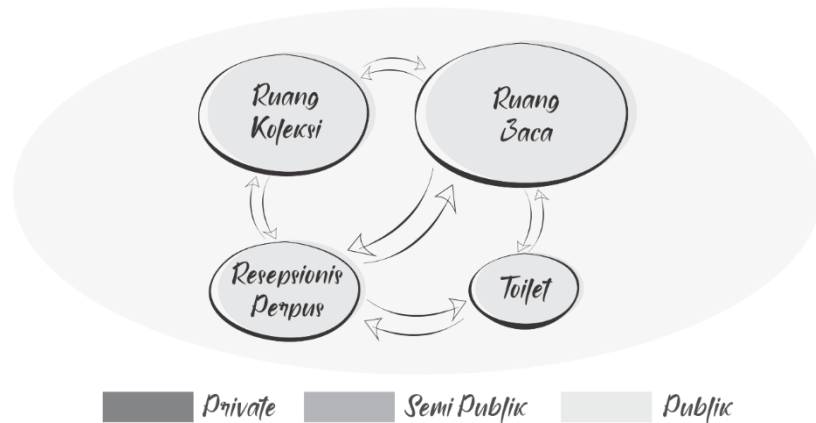 Ruang
Koleksi
Ruang
Baca
Resepsionis
Perpus
Toilet
Private
Semi Publik
Publik